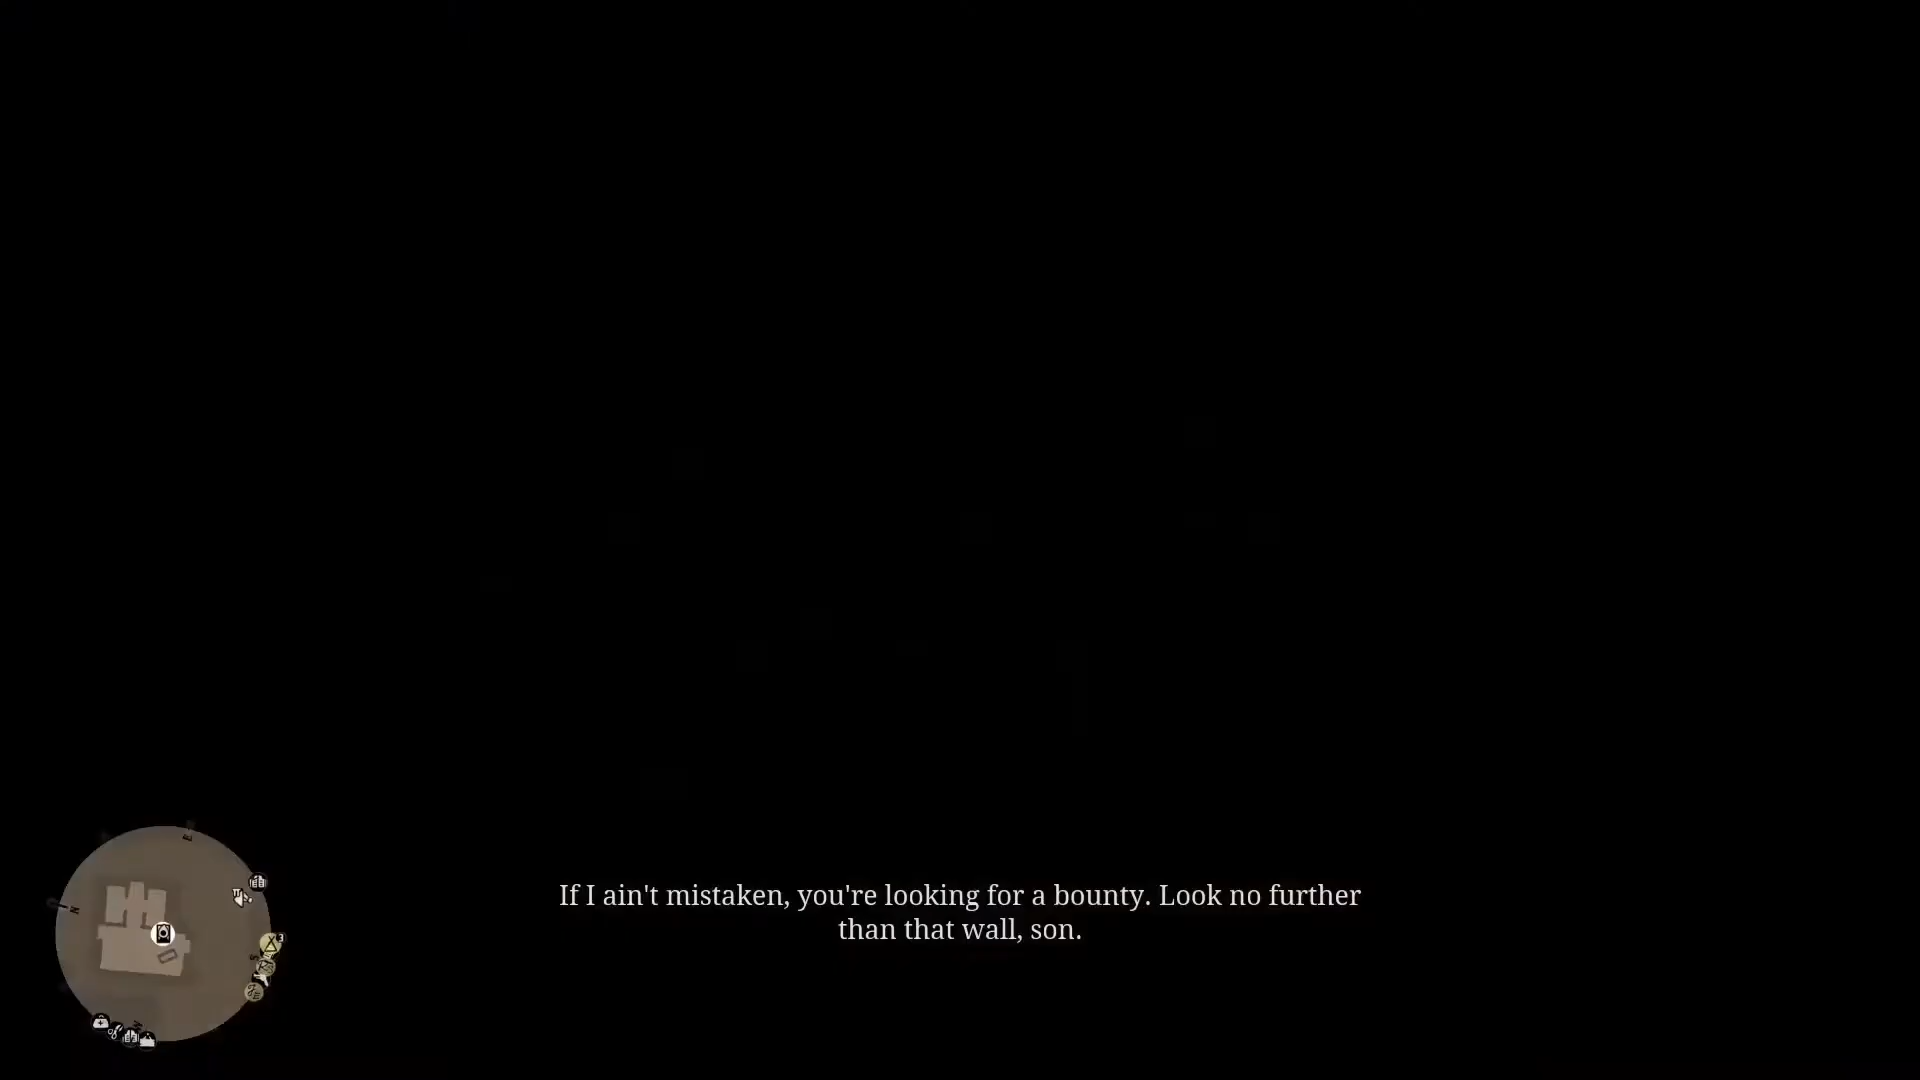 If I ain't mistaken, you're looking for a bounty. Look no further
than that wall, son.